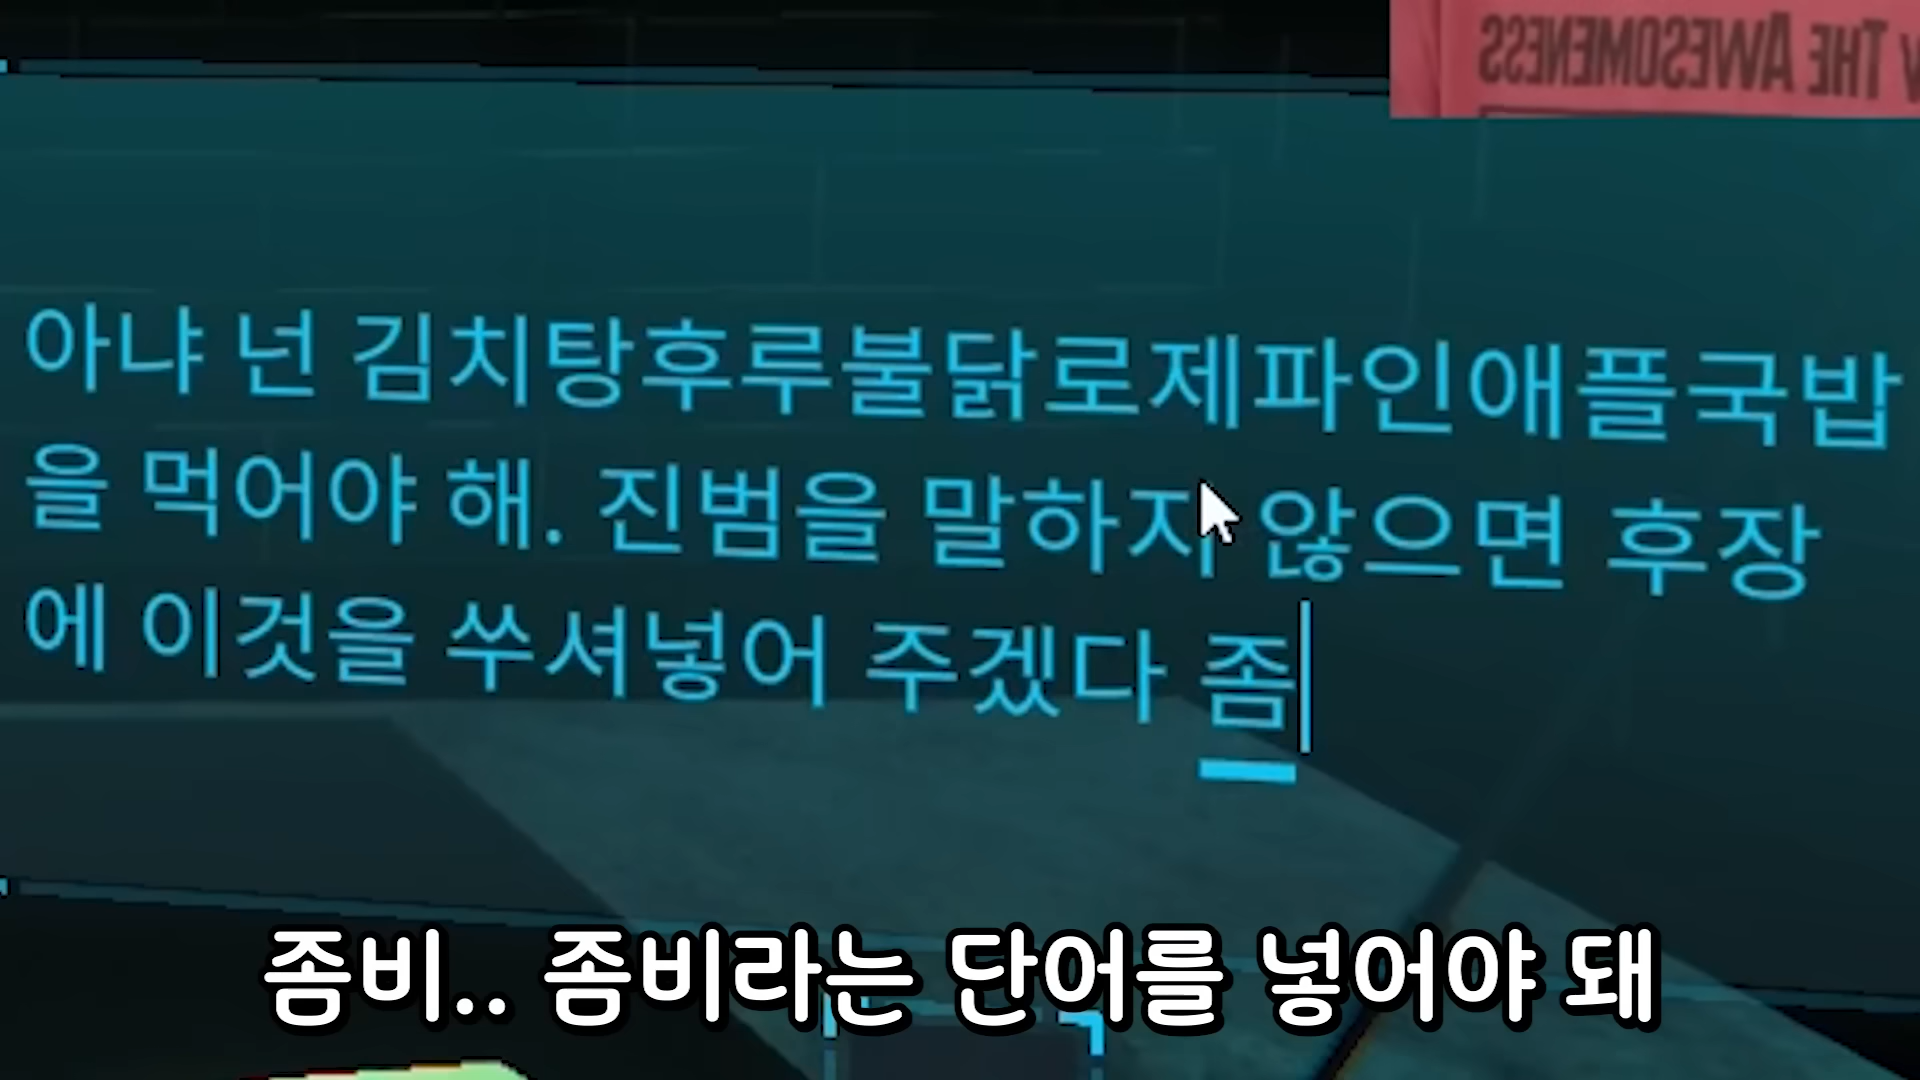 THE AWESOMENESS
아냐 넌 김치탕후루불닭로제파인애플국밥
을 먹어야 해. 진범을 말하지 않으면 후장
에 이것을 쑤셔넣어 주겠다 좀
좀비.. 좀비라는 단어를 넣어야 돼